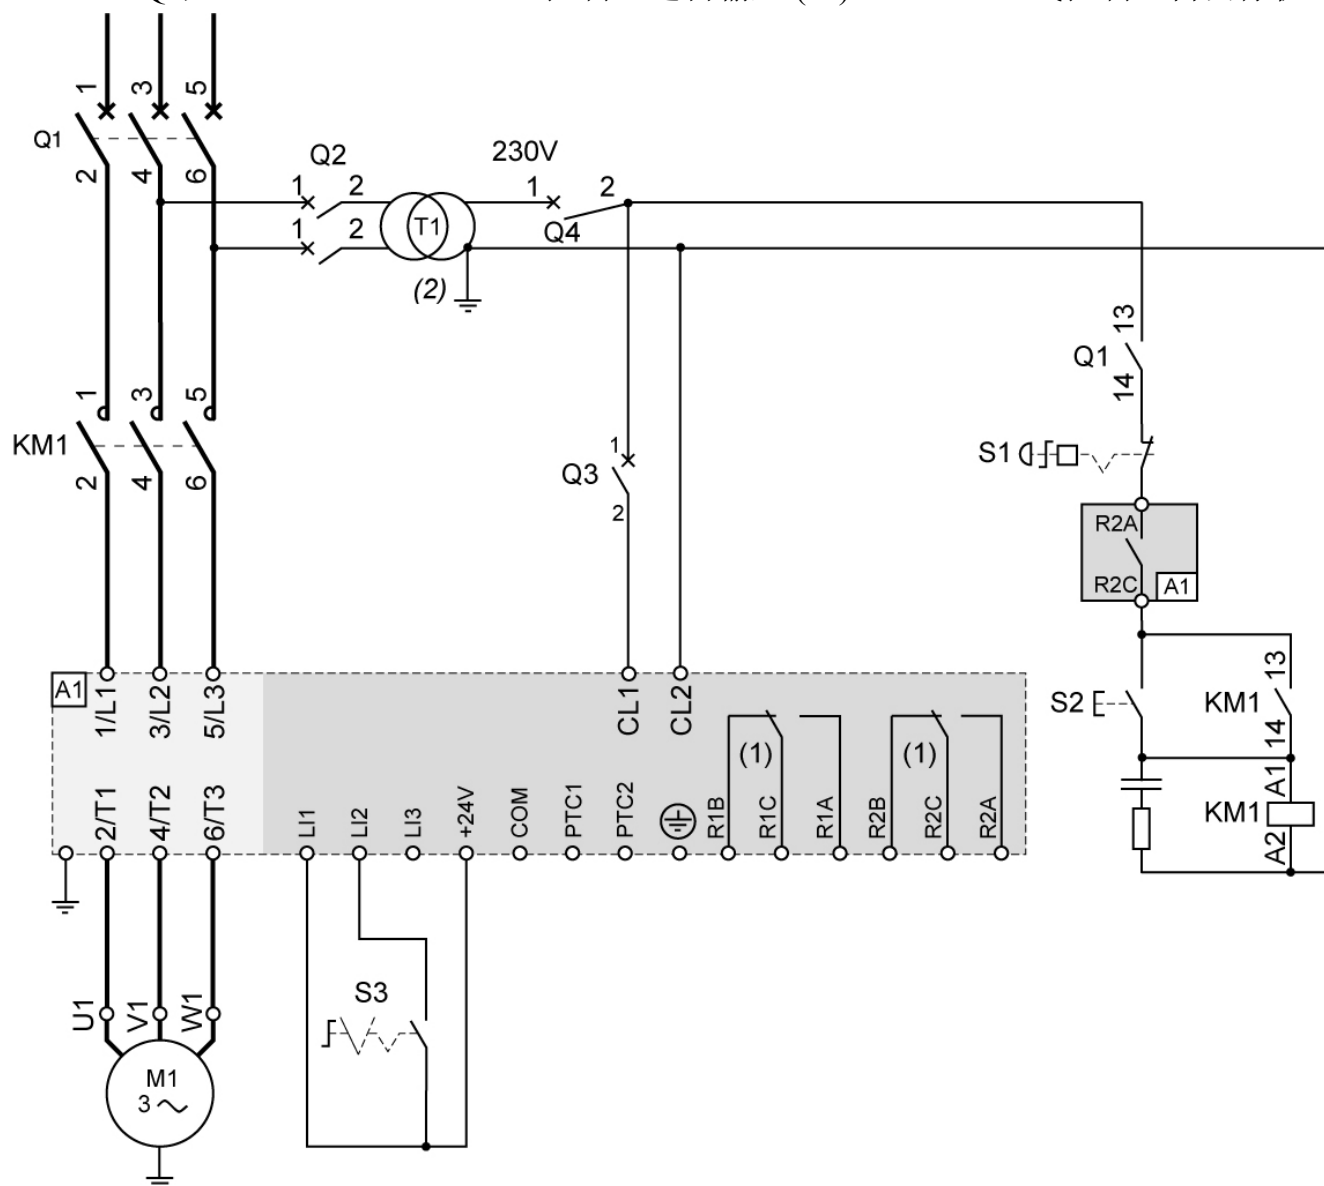 1 3 5
Q1
2 4 6
Q2
230V
1 2
1 2
T1
1 2
Q4
(2)
13
Q1
14
1 3 5
KM1
2 4 6
1
Q3
2
S1
R2A
R2C
A1
A1
1/L1
3/L2
5/L3
CL1
CL2
S2
13
KM1
14
(1)
(1)
2/T1
4/T2
6/T3
LI1
LI2
LI3
+24V
COM
PTC1
PTC2
R1B
R1C
R1A
R2B
R2C
R2A
A1
KM1
A2
S3
U1
V1
W1
M1
3